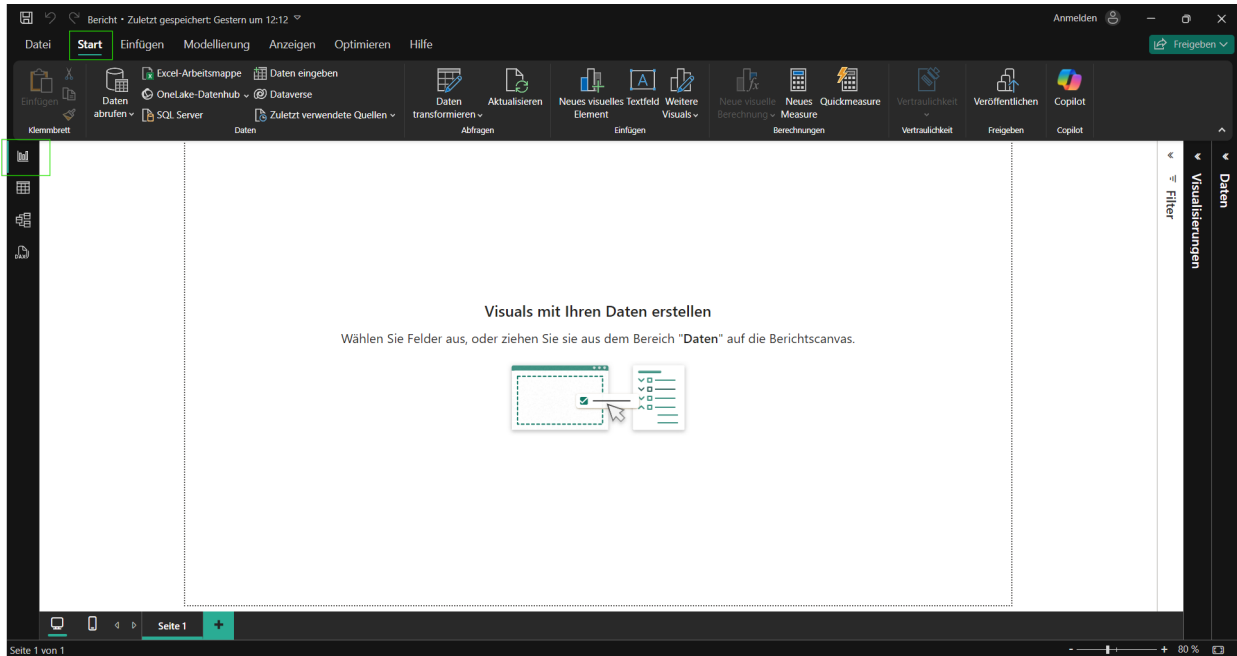 Bericht • Zuletzt gespeichert: Gestern um 12:12
Anmelden
Datei Start Einfügen Modellierung Anzeigen Optimieren Hilfe
Freigeben
Einfügen
Klemmbrett
Daten abrufen
Excel-Arbeitsmappe
OneLake-Datenhub
SQL Server
Daten eingeben
Dataverse
Zuletzt verwendete Quellen
Daten
Daten transformieren
Aktualisieren
Abfragen
Neues visuelles Element
Textfeld
Weitere Visuals
Einfügen
Neue visuelle Berechnung
Neues Measure
Quickmeasure
Berechnungen
Vertraulichkeit
Vertraulichkeit
Veröffentlichen
Freigeben
Copilot
Copilot
Filter
Visualisierungen
Daten
DAX
Visuals mit Ihren Daten erstellen
Wählen Sie Felder aus, oder ziehen Sie sie aus dem Bereich "Daten" auf die Berichtscanvas.
Seite 1
+
Seite 1 von 1
- + 80 %